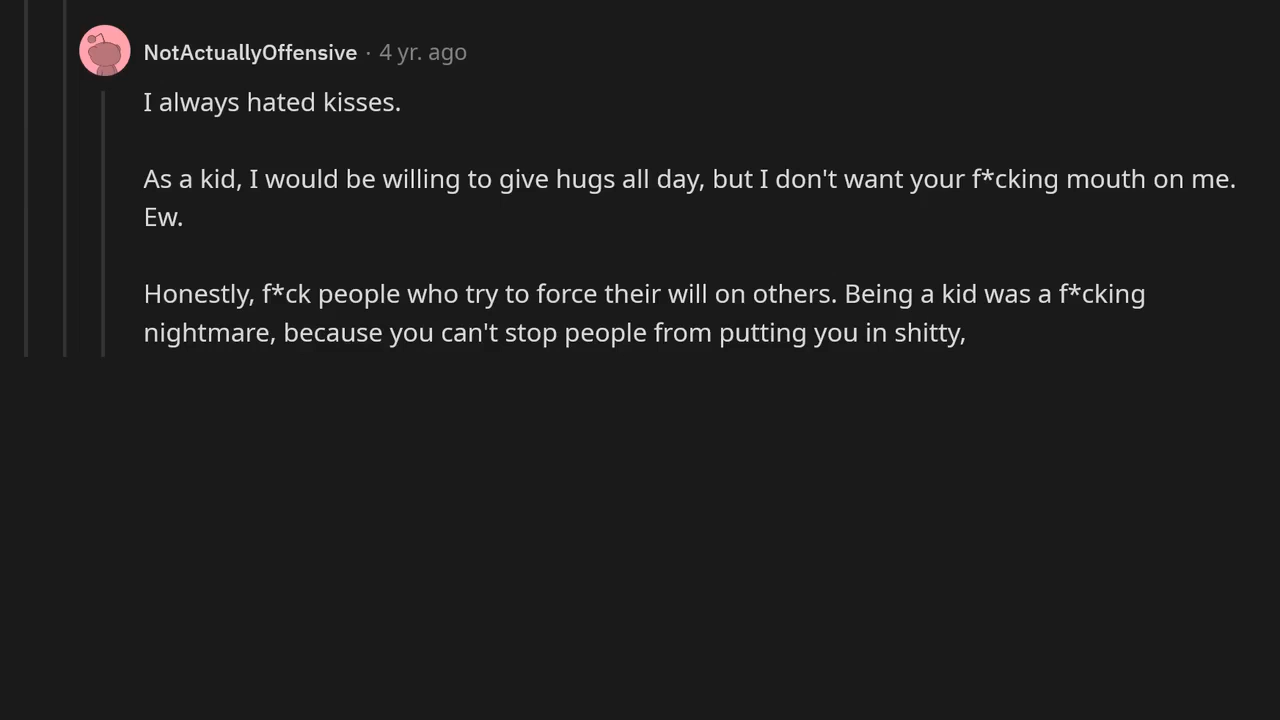 NotActuallyOffensive · 4 yr. ago
I always hated kisses.
As a kid, I would be willing to give hugs all day, but I don't want your f*cking mouth on me.
Ew.
Honestly, f*ck people who try to force their will on others. Being a kid was a f*cking
nightmare, because you can't stop people from putting you in shitty,